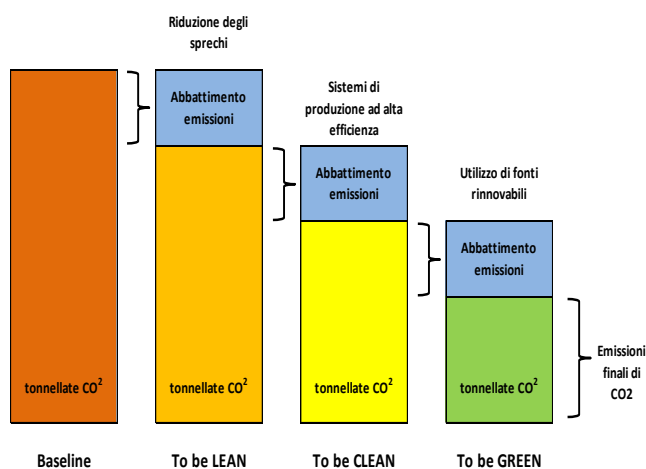 Riduzione degli
sprechi
Abbattimento
emissioni
Sistemi di
produzione ad alta
efficienza
Abbattimento
emissioni
Utilizzo di fonti
rinnovabili
Abbattimento
emissioni
tonnellate CO²
tonnellate CO²
tonnellate CO²
tonnellate CO²
Emissioni
finali di
CO2
Baseline
To be LEAN
To be CLEAN
To be GREEN